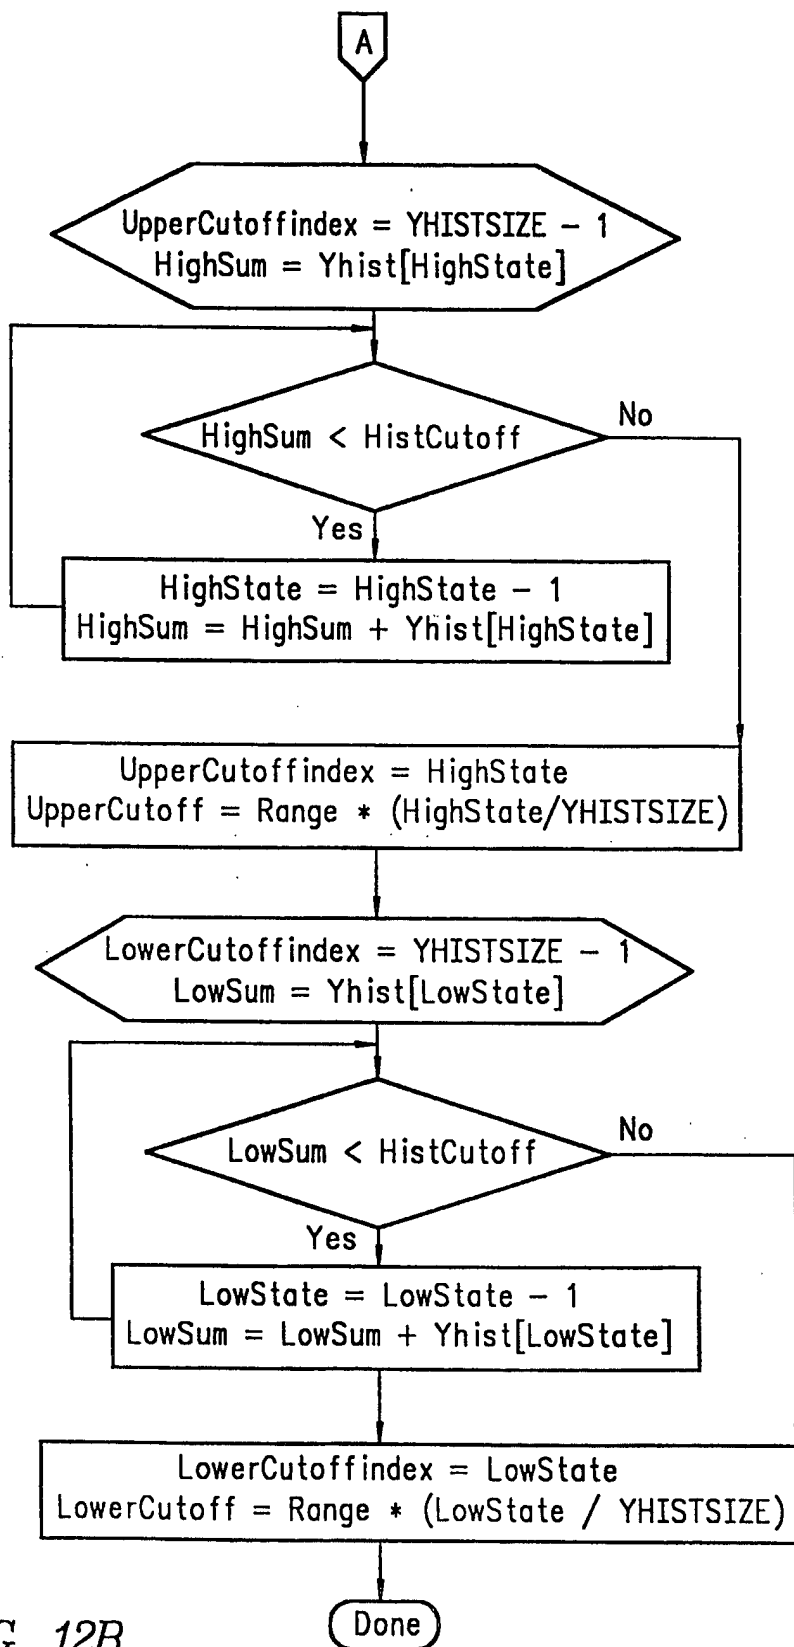 A
UpperCutoffindex = YHISTSIZE - 1
HighSum = Yhist[HighState]
HighSum < HistCutoff
No
Yes
HighState = HighState - 1
HighSum = HighSum + Yhist[HighState]
UpperCutoffindex = HighState
UpperCutoff = Range * (HighState/YHISTSIZE)
LowerCutoffindex = YHISTSIZE - 1
LowSum = Yhist[LowState]
LowSum < HistCutoff
No
Yes
LowState = LowState - 1
LowSum = LowSum + Yhist[LowState]
LowerCutoffindex = LowState
LowerCutoff = Range * (LowState / YHISTSIZE)
Done
G. 12B